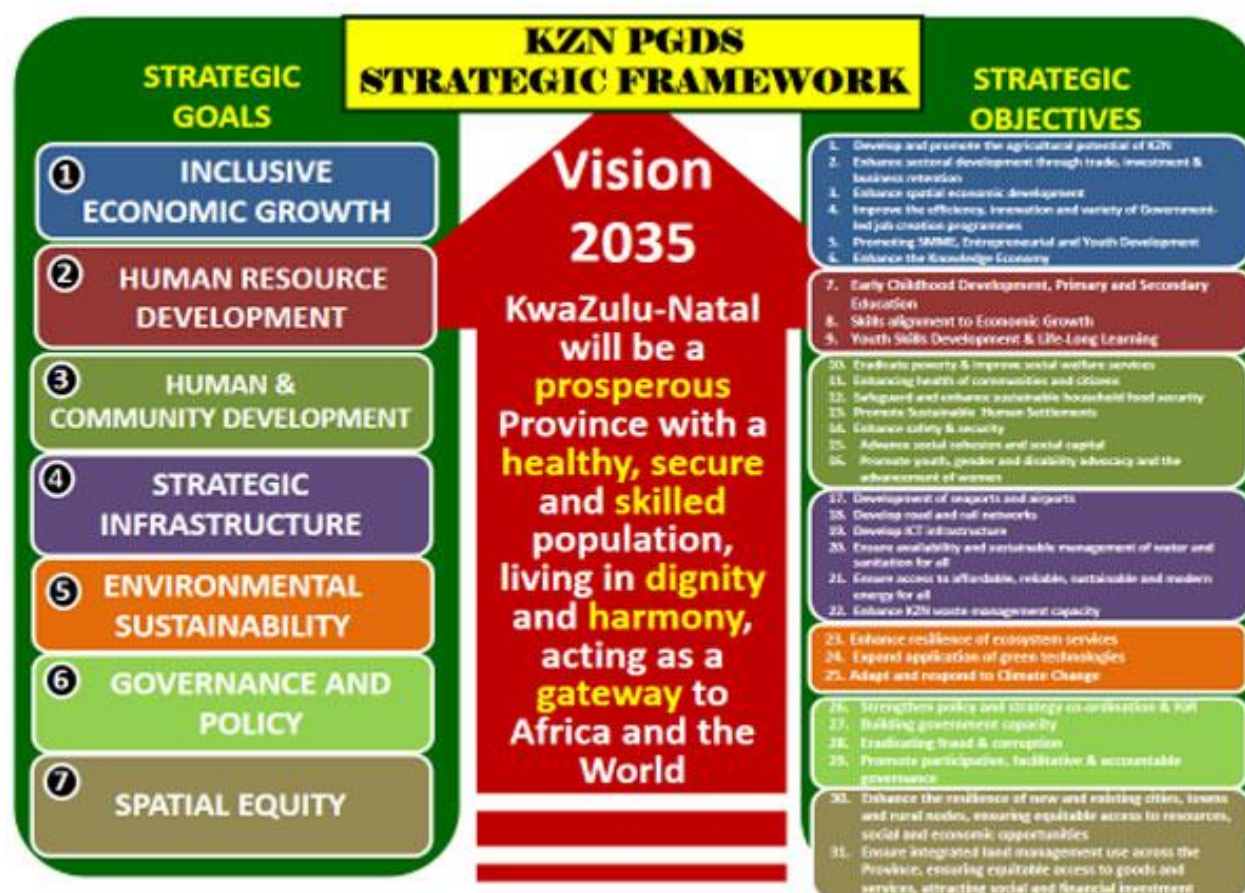 KZN PGDS
STRATEGIC FRAMEWORK
STRATEGIC
GOALS
1 INCLUSIVE
ECONOMIC GROWTH
2 HUMAN RESOURCE
DEVELOPMENT
3 HUMAN &
COMMUNITY DEVELOPMENT
4 STRATEGIC
INFRASTRUCTURE
5 ENVIRONMENTAL
SUSTAINABILITY
6 GOVERNANCE AND
POLICY
7 SPATIAL EQUITY
Vision
2035
KwaZulu-Natal
will be a
prosperous
Province with a
healthy, secure
and skilled
population,
living in dignity
and harmony,
acting as a
gateway to
Africa and the
World
STRATEGIC
OBJECTIVES
1. Develop and promote the agricultural potential of KZN
2. Enhance sectoral development through trade, investment &
business retention
3. Enhance spatial economic development
4. Improve the efficiency, innovation and variety of Government-
led job creation programmes
5. Promoting SMME, Entrepreneurial and Youth Development
6. Enhance the Knowledge Economy
7. Early Childhood Development, Primary and Secondary
Education
8. Skills alignment to Economic Growth
9. Youth Skills Development & Life-Long Learning
10. Eradicate poverty & improve social welfare services
11. Enhancing health of communities and citizens
12. Safeguard and enhance sustainable household food security
13. Promote Sustainable Human Settlements
14. Enhance safety & security
15. Advance social cohesion and social capital
16. Promote youth, gender and disability advocacy and the
advancement of women
17. Development of seaports and airports
18. Develop road and rail networks
19. Develop ICT infrastructure
20. Ensure availability and sustainable management of water and
sanitation for all
21. Ensure access to affordable, reliable, sustainable and modern
energy for all
22. Enhance KZN waste management capacity
23. Enhance resilience of ecosystem services
24. Expand application of green technologies
25. Adapt and respond to Climate Change
26. Strengthen policy and strategy co-ordination & IGR
27. Building government capacity
28. Eradicating fraud & corruption
29. Promote participative, facilitative & accountable
governance
30. Enhance the resilience of new and existing cities, towns
and rural nodes, ensuring equitable access to resources,
social and economic opportunities
31. Ensure integrated land management use across the
Province, ensuring equitable access to goods and
services, attracting social and financial investment